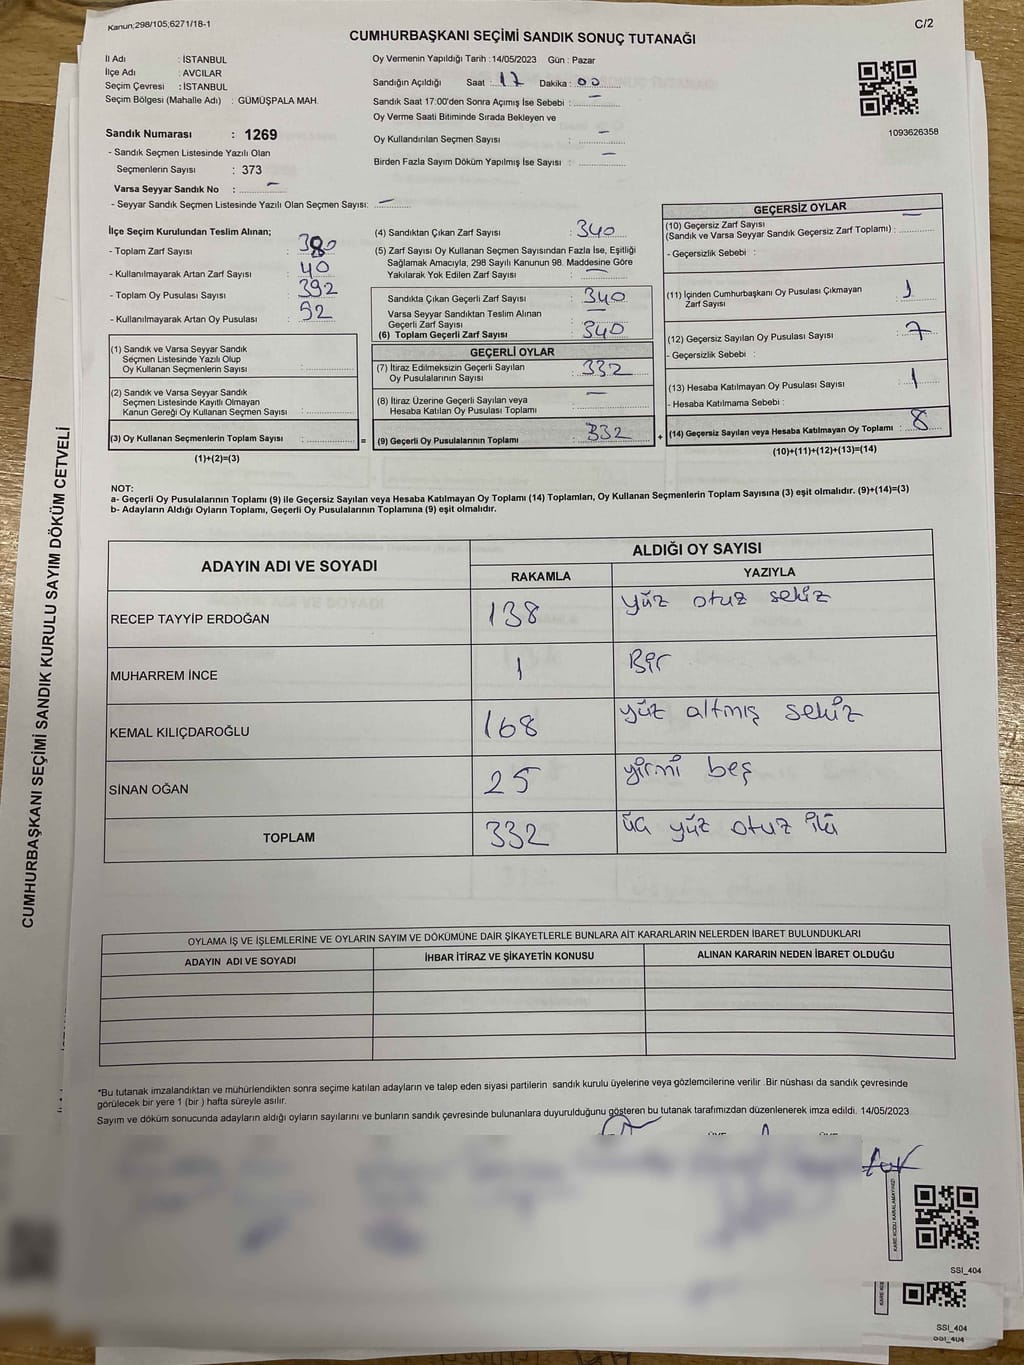 Kanun;298/105;6271/18-1
C/2
CUMHURBAŞKANI SEÇİMİ SANDIK SONUÇ TUTANAĞI
İl Adı : İSTANBUL
İlçe Adı : AVCILAR
Seçim Çevresi : İSTANBUL
Seçim Bölgesi (Mahalle Adı) : GÜMÜŞPALA MAH.
Sandık Numarası : 1269
- Sandık Seçmen Listesinde Yazılı Olan
Seçmenlerin Sayısı : 373
Varsa Seyyar Sandık No : -
- Seyyar Sandık Seçmen Listesinde Yazılı Olan Seçmen Sayısı: -
Oy Vermenin Yapıldığı Tarih :14/05/2023 Gün : Pazar
Sandığın Açıldığı Saat : 17 Dakika : 00
Sandık Saat 17:00'den Sonra Açımış İse Sebebi : -
Oy Verme Saati Bitiminde Sırada Bekleyen ve
Oy Kullandırılan Seçmen Sayısı : -
Birden Fazla Sayım Döküm Yapılmış İse Sayısı : -
1093626358
İlçe Seçim Kurulundan Teslim Alınan;
- Toplam Zarf Sayısı : 380
- Kullanılmayarak Artan Zarf Sayısı : 40
- Toplam Oy Pusulası Sayısı : 392
- Kullanılmayarak Artan Oy Pusulası : 52
(1) Sandık ve Varsa Seyyar Sandık
Seçmen Listesinde Yazılı Olup
Oy Kullanan Seçmenlerin Sayısı :
(2) Sandık ve Varsa Seyyar Sandık
Seçmen Listesinde Kayıtlı Olmayan
Kanun Gereği Oy Kullanan Seçmen Sayısı :
(3) Oy Kullanan Seçmenlerin Toplam Sayısı :
(1)+(2)=(3)
=
(4) Sandıktan Çıkan Zarf Sayısı : 340
(5) Zarf Sayısı Oy Kullanan Seçmen Sayısından Fazla İse, Eşitliği
Sağlamak Amacıyla, 298 Sayılı Kanunun 98. Maddesine Göre
Yakılarak Yok Edilen Zarf Sayısı : -
Sandıkta Çıkan Geçerli Zarf Sayısı : 340
Varsa Seyyar Sandıktan Teslim Alınan
Geçerli Zarf Sayısı : -
(6) Toplam Geçerli Zarf Sayısı : 340
GEÇERLİ OYLAR
(7) İtiraz Edilmeksizin Geçerli Sayılan
Oy Pusulalarının Sayısı : 332
(8) İtiraz Üzerine Geçerli Sayılan veya
Hesaba Katılan Oy Pusulası Toplamı : -
(9) Geçerli Oy Pusulalarının Toplamı : 332
+
GEÇERSİZ OYLAR
(10) Geçersiz Zarf Sayısı
(Sandık ve Varsa Seyyar Sandık Geçersiz Zarf Toplamı) : -
- Geçersizlik Sebebi :
(11) İçinden Cumhurbaşkanı Oy Pusulası Çıkmayan
Zarf Sayısı : 1
(12) Geçersiz Sayılan Oy Pusulası Sayısı : 7
- Geçersizlik Sebebi :
(13) Hesaba Katılmayan Oy Pusulası Sayısı : 1
- Hesaba Katılmama Sebebi :
(14) Geçersiz Sayılan veya Hesaba Katılmayan Oy Toplamı : 8
(10)+(11)+(12)+(13)=(14)
NOT:
a- Geçerli Oy Pusulalarının Toplamı (9) ile Geçersiz Sayılan veya Hesaba Katılmayan Oy Toplamı (14) Toplamları, Oy Kullanan Seçmenlerin Toplam Sayısına (3) eşit olmalıdır. (9)+(14)=(3)
b- Adayların Aldığı Oyların Toplamı, Geçerli Oy Pusulalarının Toplamına (9) eşit olmalıdır.
ADAYIN ADI VE SOYADI
ALDIĞI OY SAYISI
RAKAMLA YAZIYLA
RECEP TAYYİP ERDOĞAN 138 yüz otuz sekiz
MUHARREM İNCE 1 Bir
KEMAL KILIÇDAROĞLU 168 yüz altmış sekiz
SİNAN OĞAN 25 yirmi beş
TOPLAM 332 üç yüz otuz iki
OYLAMA İŞ VE İŞLEMLERİNE VE OYLARIN SAYIM VE DÖKÜMÜNE DAİR ŞİKAYETLERLE BUNLARA AİT KARARLARIN NELERDEN İBARET BULUNDUKLARI
ADAYIN ADI VE SOYADI İHBAR İTİRAZ VE ŞİKAYETİN KONUSU ALINAN KARARIN NEDEN İBARET OLDUĞU
*Bu tutanak imzalandıktan ve mühürlendikten sonra seçime katılan adayların ve talep eden siyasi partilerin sandık kurulu üyelerine veya gözlemcilerine verilir .Bir nüshası da sandık çevresinde
görülecek bir yere 1 (bir ) hafta süreyle asılır.
Sayım ve döküm sonucunda adayların aldığı oyların sayılarını ve bunların sandık çevresinde bulunanlara duyurulduğunu gösteren bu tutanak tarafımızdan düzenlenerek imza edildi. 14/05/2023
KARE KODU KARALAMAYINIZ!
SSI_404
SSI_404
SSI_404
CUMHURBAŞKANI SEÇİMİ SANDIK KURULU SAYIM DÖKÜM CETVELİ